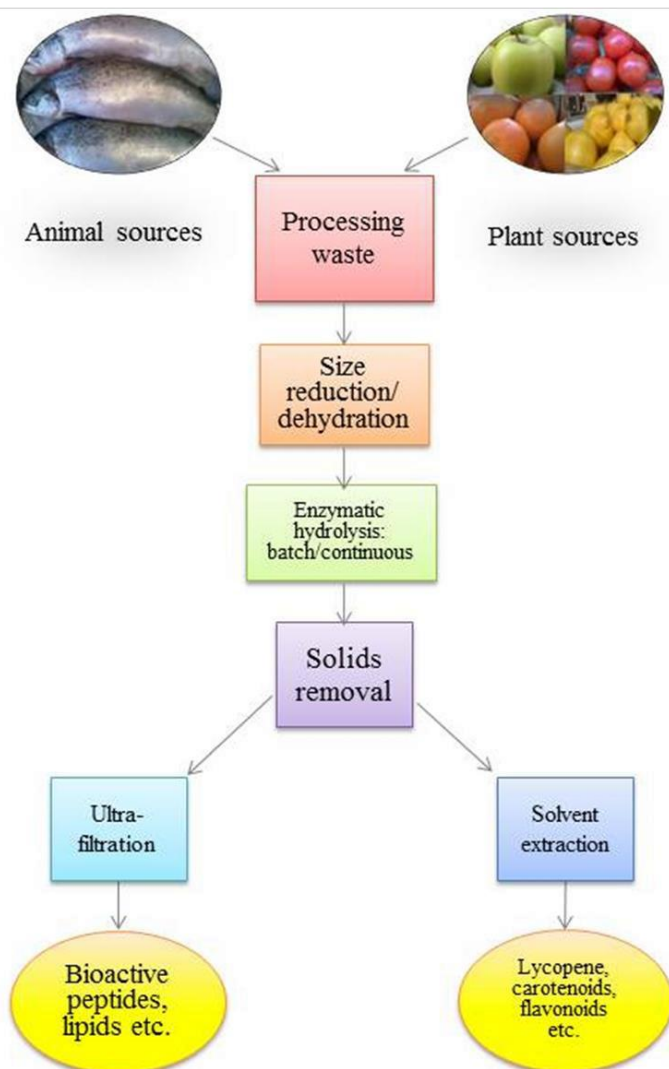 Animal sources
Plant sources
Processing
waste
Size
reduction/
dehydration
Enzymatic
hydrolysis:
batch/continuous
Solids
removal
Ultra-
filtration
Solvent
extraction
Bioactive
peptides,
lipids etc.
Lycopene,
carotenoids,
flavonoids
etc.